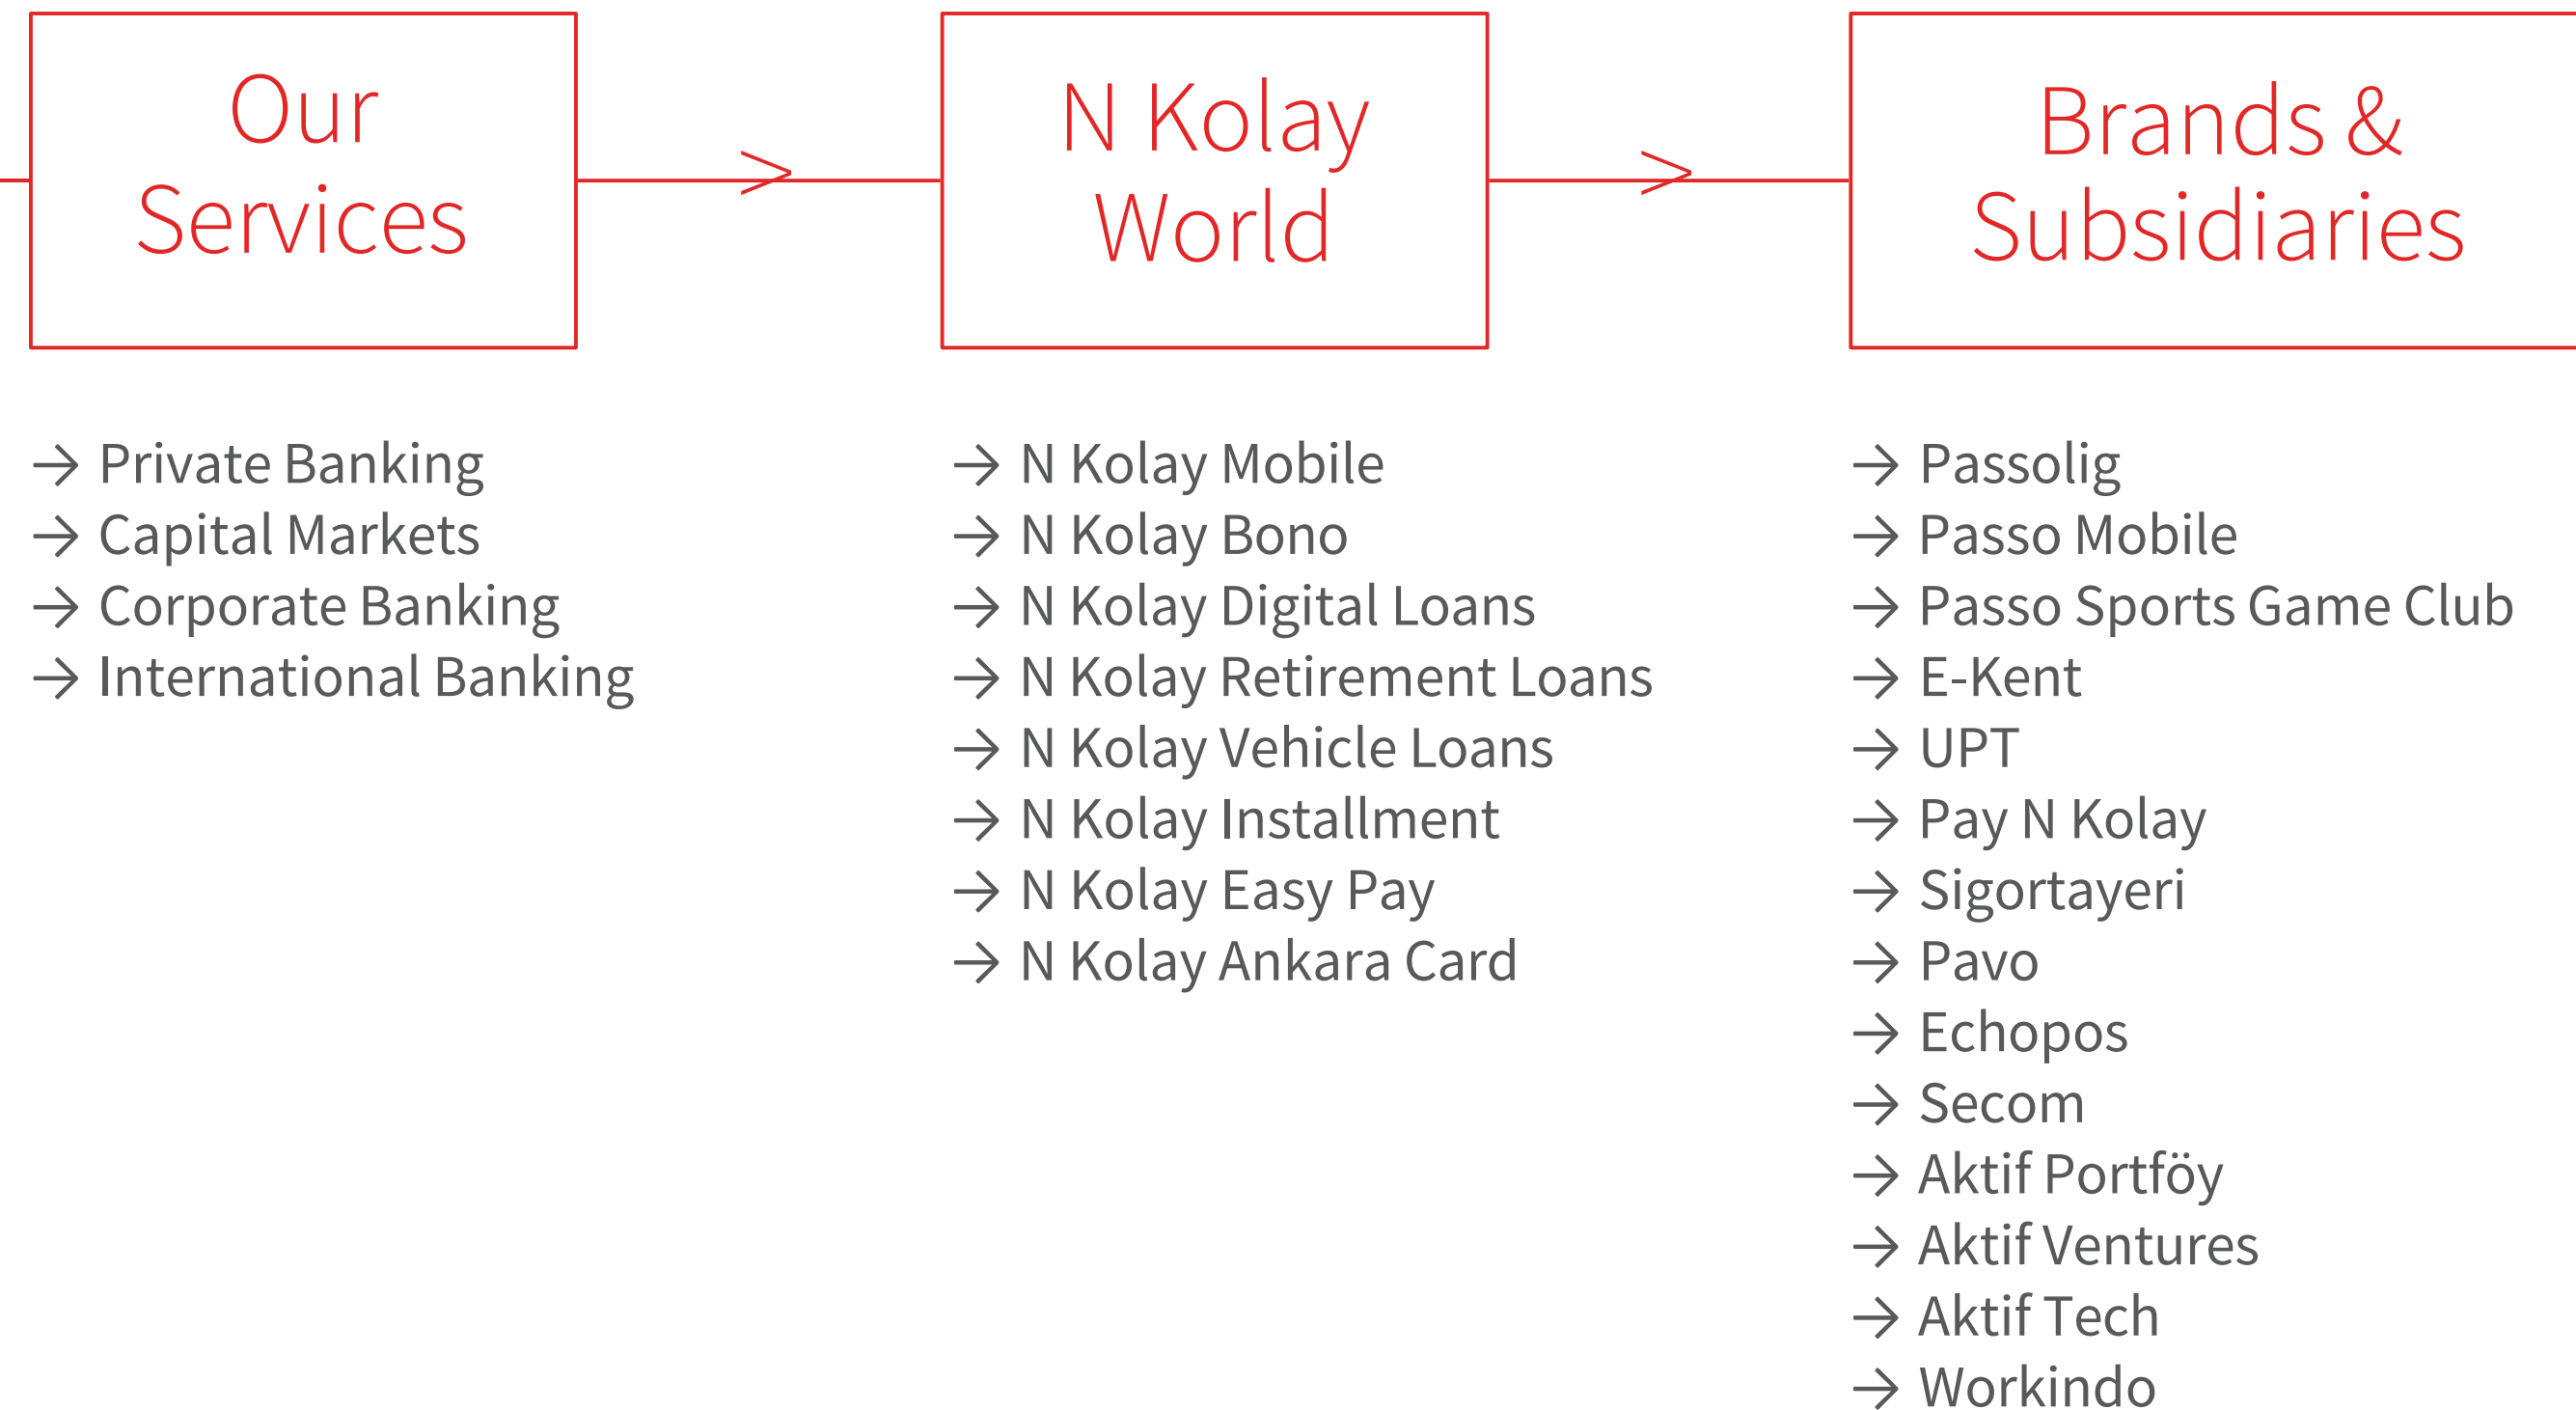 Our
Services
N Kolay
World
Brands &
Subsidiaries
→ Private Banking
→ Capital Markets
→ Corporate Banking
→ International Banking
→ N Kolay Mobile
→ N Kolay Bono
→ N Kolay Digital Loans
→ N Kolay Retirement Loans
→ N Kolay Vehicle Loans
→ N Kolay Installment
→ N Kolay Easy Pay
→ N Kolay Ankara Card
→ Passolig
→ Passo Mobile
→ Passo Sports Game Club
→ E-Kent
→ UPT
→ Pay N Kolay
→ Sigortayeri
→ Pavo
→ Echopos
→ Secom
→ Aktif Portföy
→ Aktif Ventures
→ Aktif Tech
→ Workindo